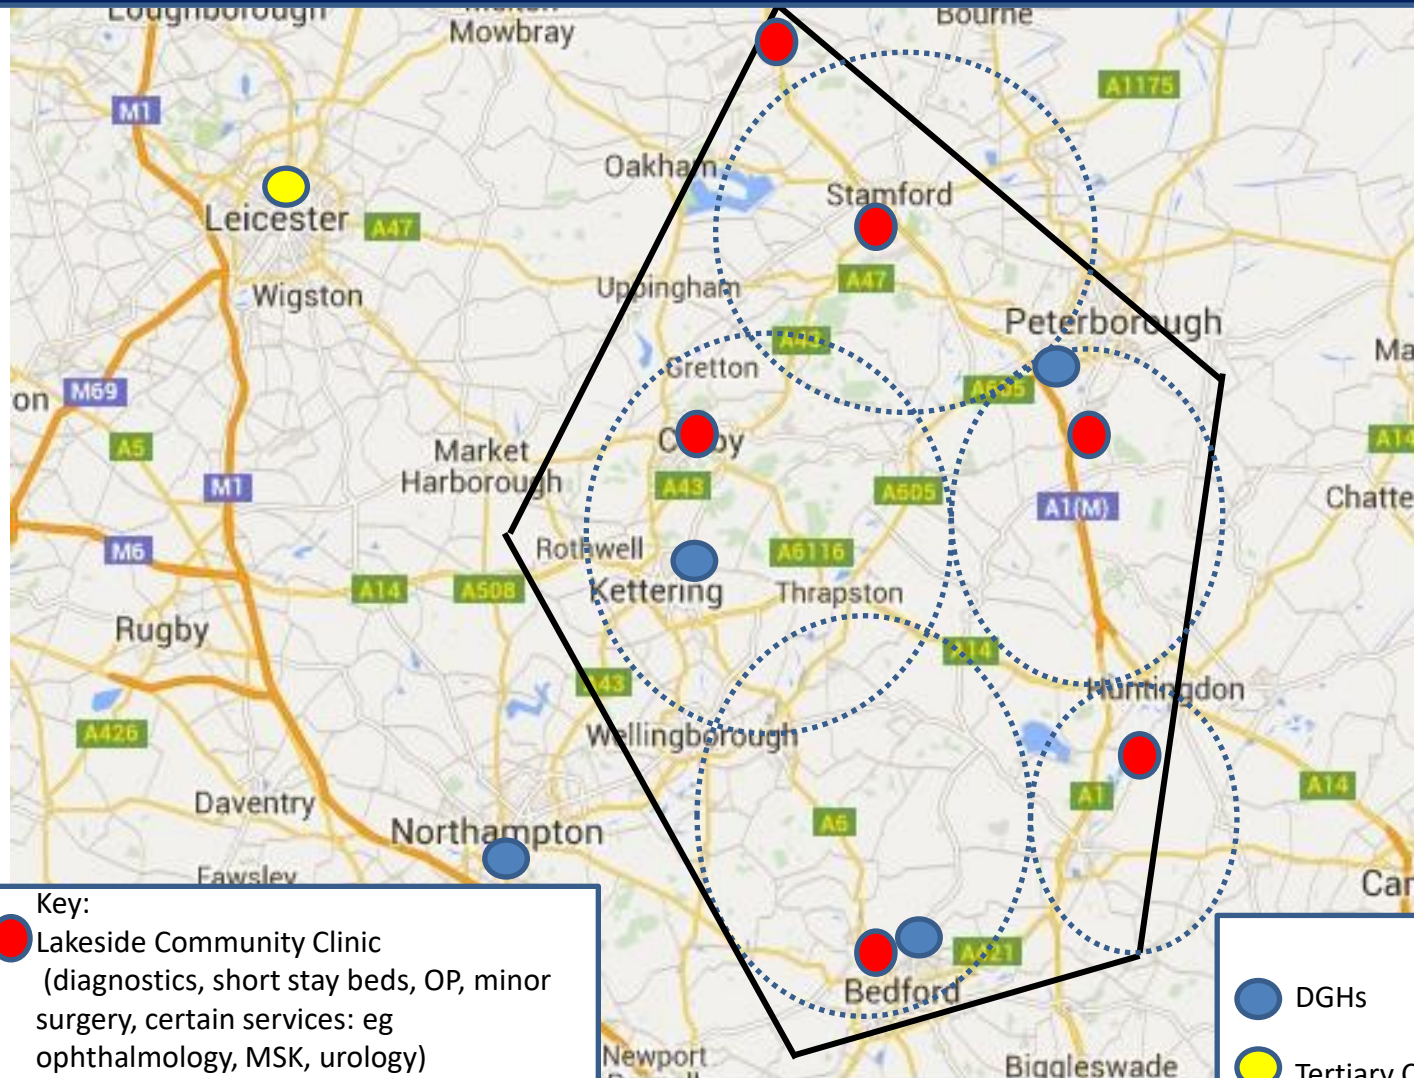 Loughborough
Mowbray
Bourne
M1
A1175
Oakham
Stamford
Leicester
A47
A47
Uppingham
Wigston
Peterborough
A43
Gretton
M69
on
A5
Market
Harborough
A43
A605
A14
M1
A1(M)
Chatte
M6
Rothwell
A6116
A14
A508
Kettering
Thrapston
Rugby
A14
A43
Huntingdon
A426
Wellingborough
A1
A14
Daventry
A6
Northampton
Fawsley
Car
Key:
Lakeside Community Clinic
(diagnostics, short stay beds, OP, minor
surgery, certain services: eg
ophthalmology, MSK, urology)
A421
Bedford
DGHs
Newport
Biggleswade
Tertiary C